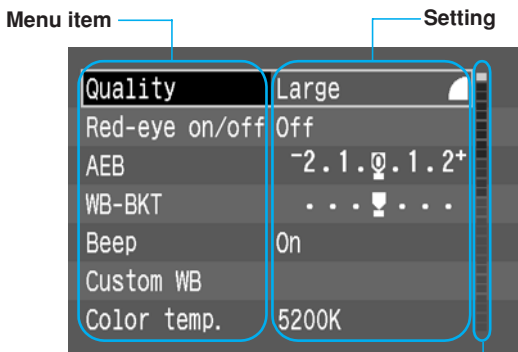 Menu item Setting
Quality Large
Red-eye on/off Off
AEB -2.1.0.1.2+
WB-BKT
Beep On
Custom WB
Color temp. 5200K